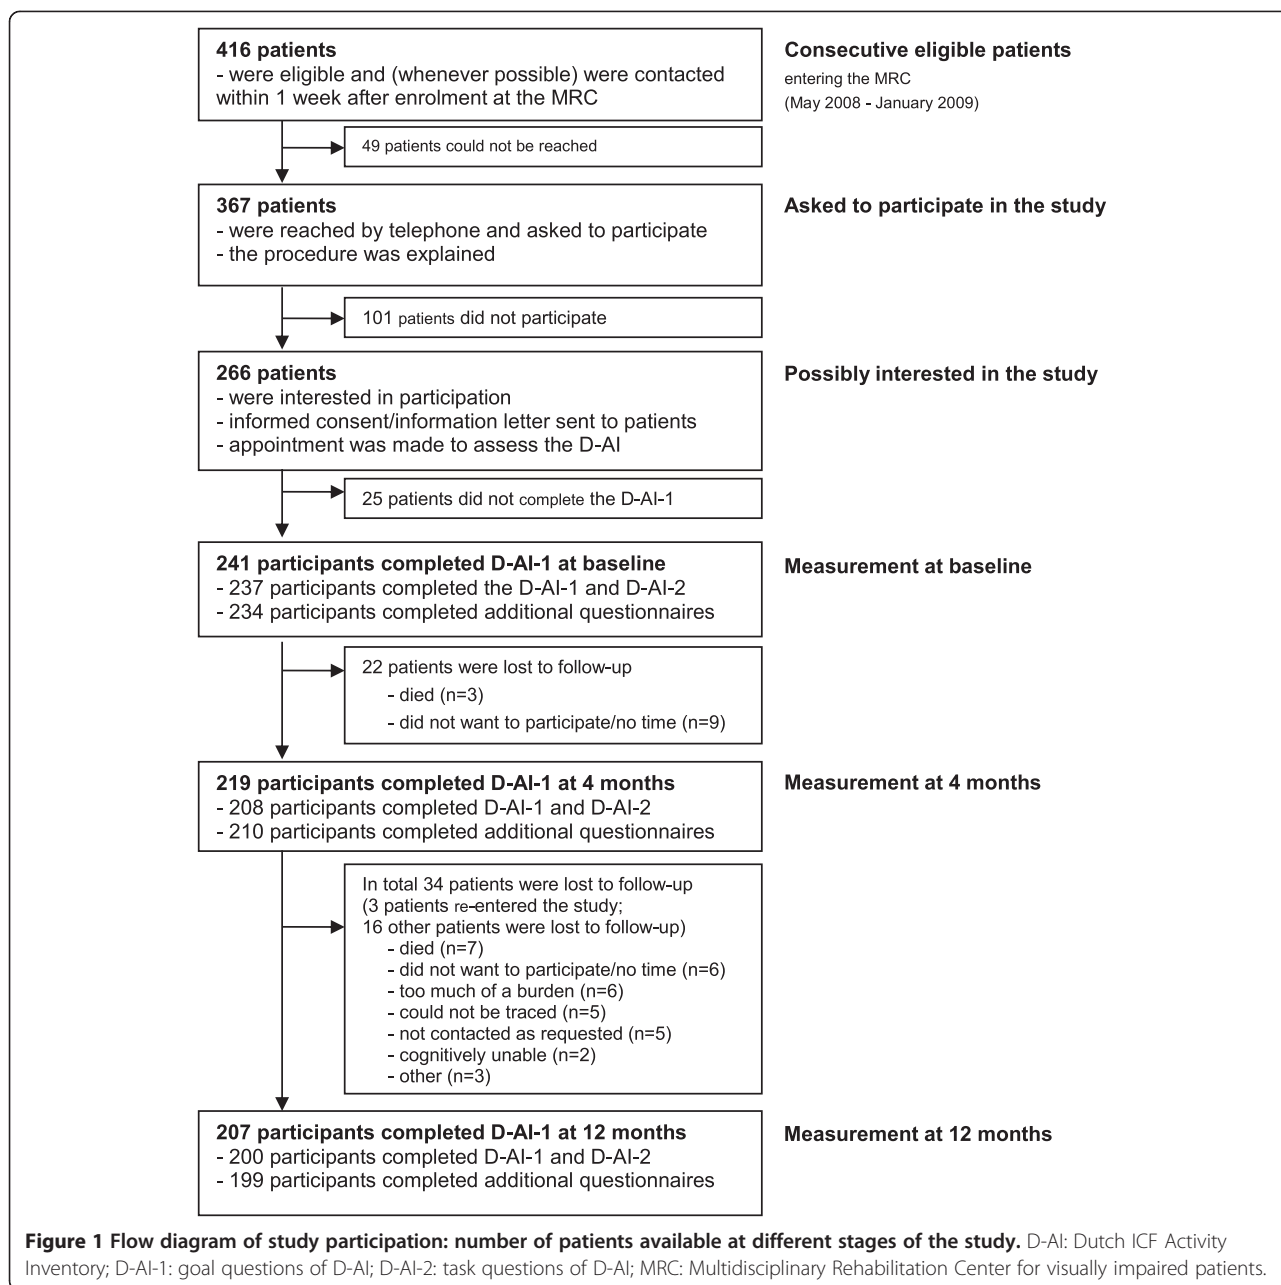 416 patients
- were eligible and (whenever possible) were contacted
within 1 week after enrolment at the MRC
Consecutive eligible patients
entering the MRC
(May 2008 - January 2009)
49 patients could not be reached
367 patients
- were reached by telephone and asked to participate
- the procedure was explained
Asked to participate in the study
101 patients did not participate
266 patients
- were interested in participation
- informed consent/information letter sent to patients
- appointment was made to assess the D-AI
Possibly interested in the study
25 patients did not complete the D-AI-1
241 participants completed D-AI-1 at baseline
- 237 participants completed the D-AI-1 and D-AI-2
- 234 participants completed additional questionnaires
Measurement at baseline
22 patients were lost to follow-up
- died (n=3)
- did not want to participate/no time (n=9)
219 participants completed D-AI-1 at 4 months
- 208 participants completed D-AI-1 and D-AI-2
- 210 participants completed additional questionnaires
Measurement at 4 months
In total 34 patients were lost to follow-up
(3 patients re-entered the study;
16 other patients were lost to follow-up)
- died (n=7)
- did not want to participate/no time (n=6)
- too much of a burden (n=6)
- could not be traced (n=5)
- not contacted as requested (n=5)
- cognitively unable (n=2)
- other (n=3)
207 participants completed D-AI-1 at 12 months
- 200 participants completed D-AI-1 and D-AI-2
- 199 participants completed additional questionnaires
Measurement at 12 months
Figure 1 Flow diagram of study participation: number of patients available at different stages of the study. D-AI: Dutch ICF Activity
Inventory; D-AI-1: goal questions of D-AI; D-AI-2: task questions of D-AI; MRC: Multidisciplinary Rehabilitation Center for visually impaired patients.